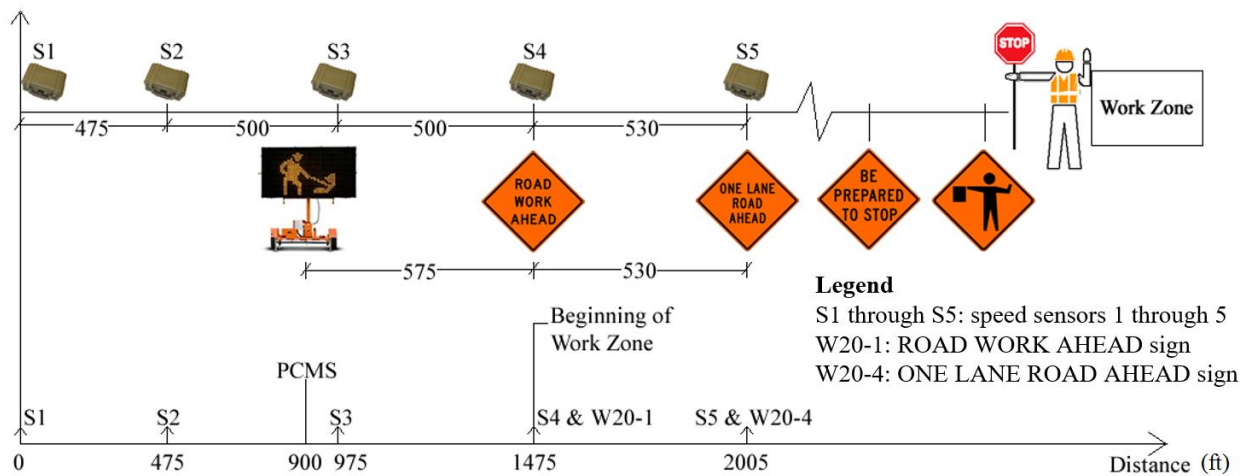 S1 S2 S3 S4 S5
STOP
Work Zone
475 500 500 530
ROAD
WORK
AHEAD
ONE LANE
ROAD
AHEAD
BE
PREPARED
TO STOP
575 530
Legend
S1 through S5: speed sensors 1 through 5
W20-1: ROAD WORK AHEAD sign
W20-4: ONE LANE ROAD AHEAD sign
Beginning of
Work Zone
PCMS
S1 S2 S3 S4 & W20-1 S5 & W20-4
0 475 900 975 1475 2005 Distance (ft)